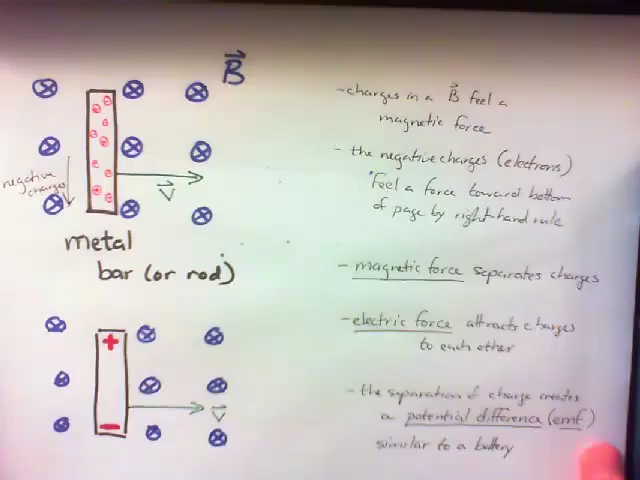 B
- charges in a B feel a
magnetic force
- the negative charges (electrons)
feel a force toward bottom
of page by right hand rule
negative
charges
V
metal
bar (or rod)
- magnetic force separates charges
- electric force attracts charges
to each other
+
-
V
- the separation of charge creates
a potential difference (emf)
similar to a battery